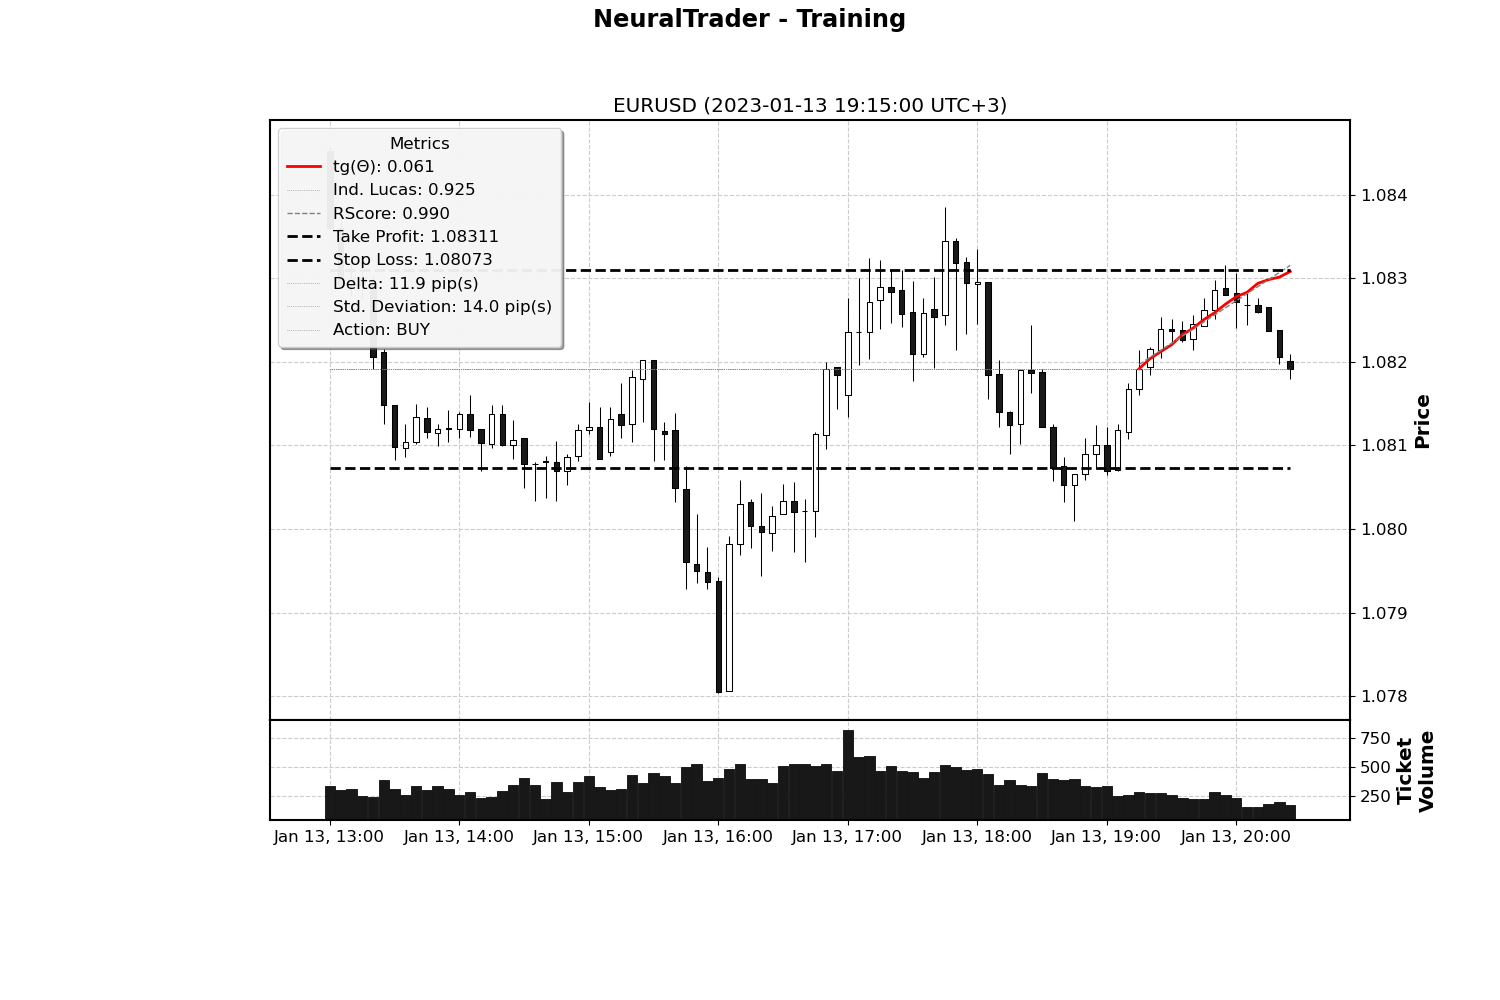 NeuralTrader - Training
EURUSD (2023-01-13 19:15:00 UTC+3)
Metrics
tg(Θ): 0.061
Ind. Lucas: 0.925
RScore: 0.990
Take Profit: 1.08311
Stop Loss: 1.08073
Delta: 11.9 pip(s)
Std. Deviation: 14.0 pip(s)
Action: BUY
1.084
1.083
1.082
1.081
1.080
1.079
1.078
Price
750
500
250
Ticket
Volume
Jan 13, 13:00 Jan 13, 14:00 Jan 13, 15:00 Jan 13, 16:00 Jan 13, 17:00 Jan 13, 18:00 Jan 13, 19:00 Jan 13, 20:00